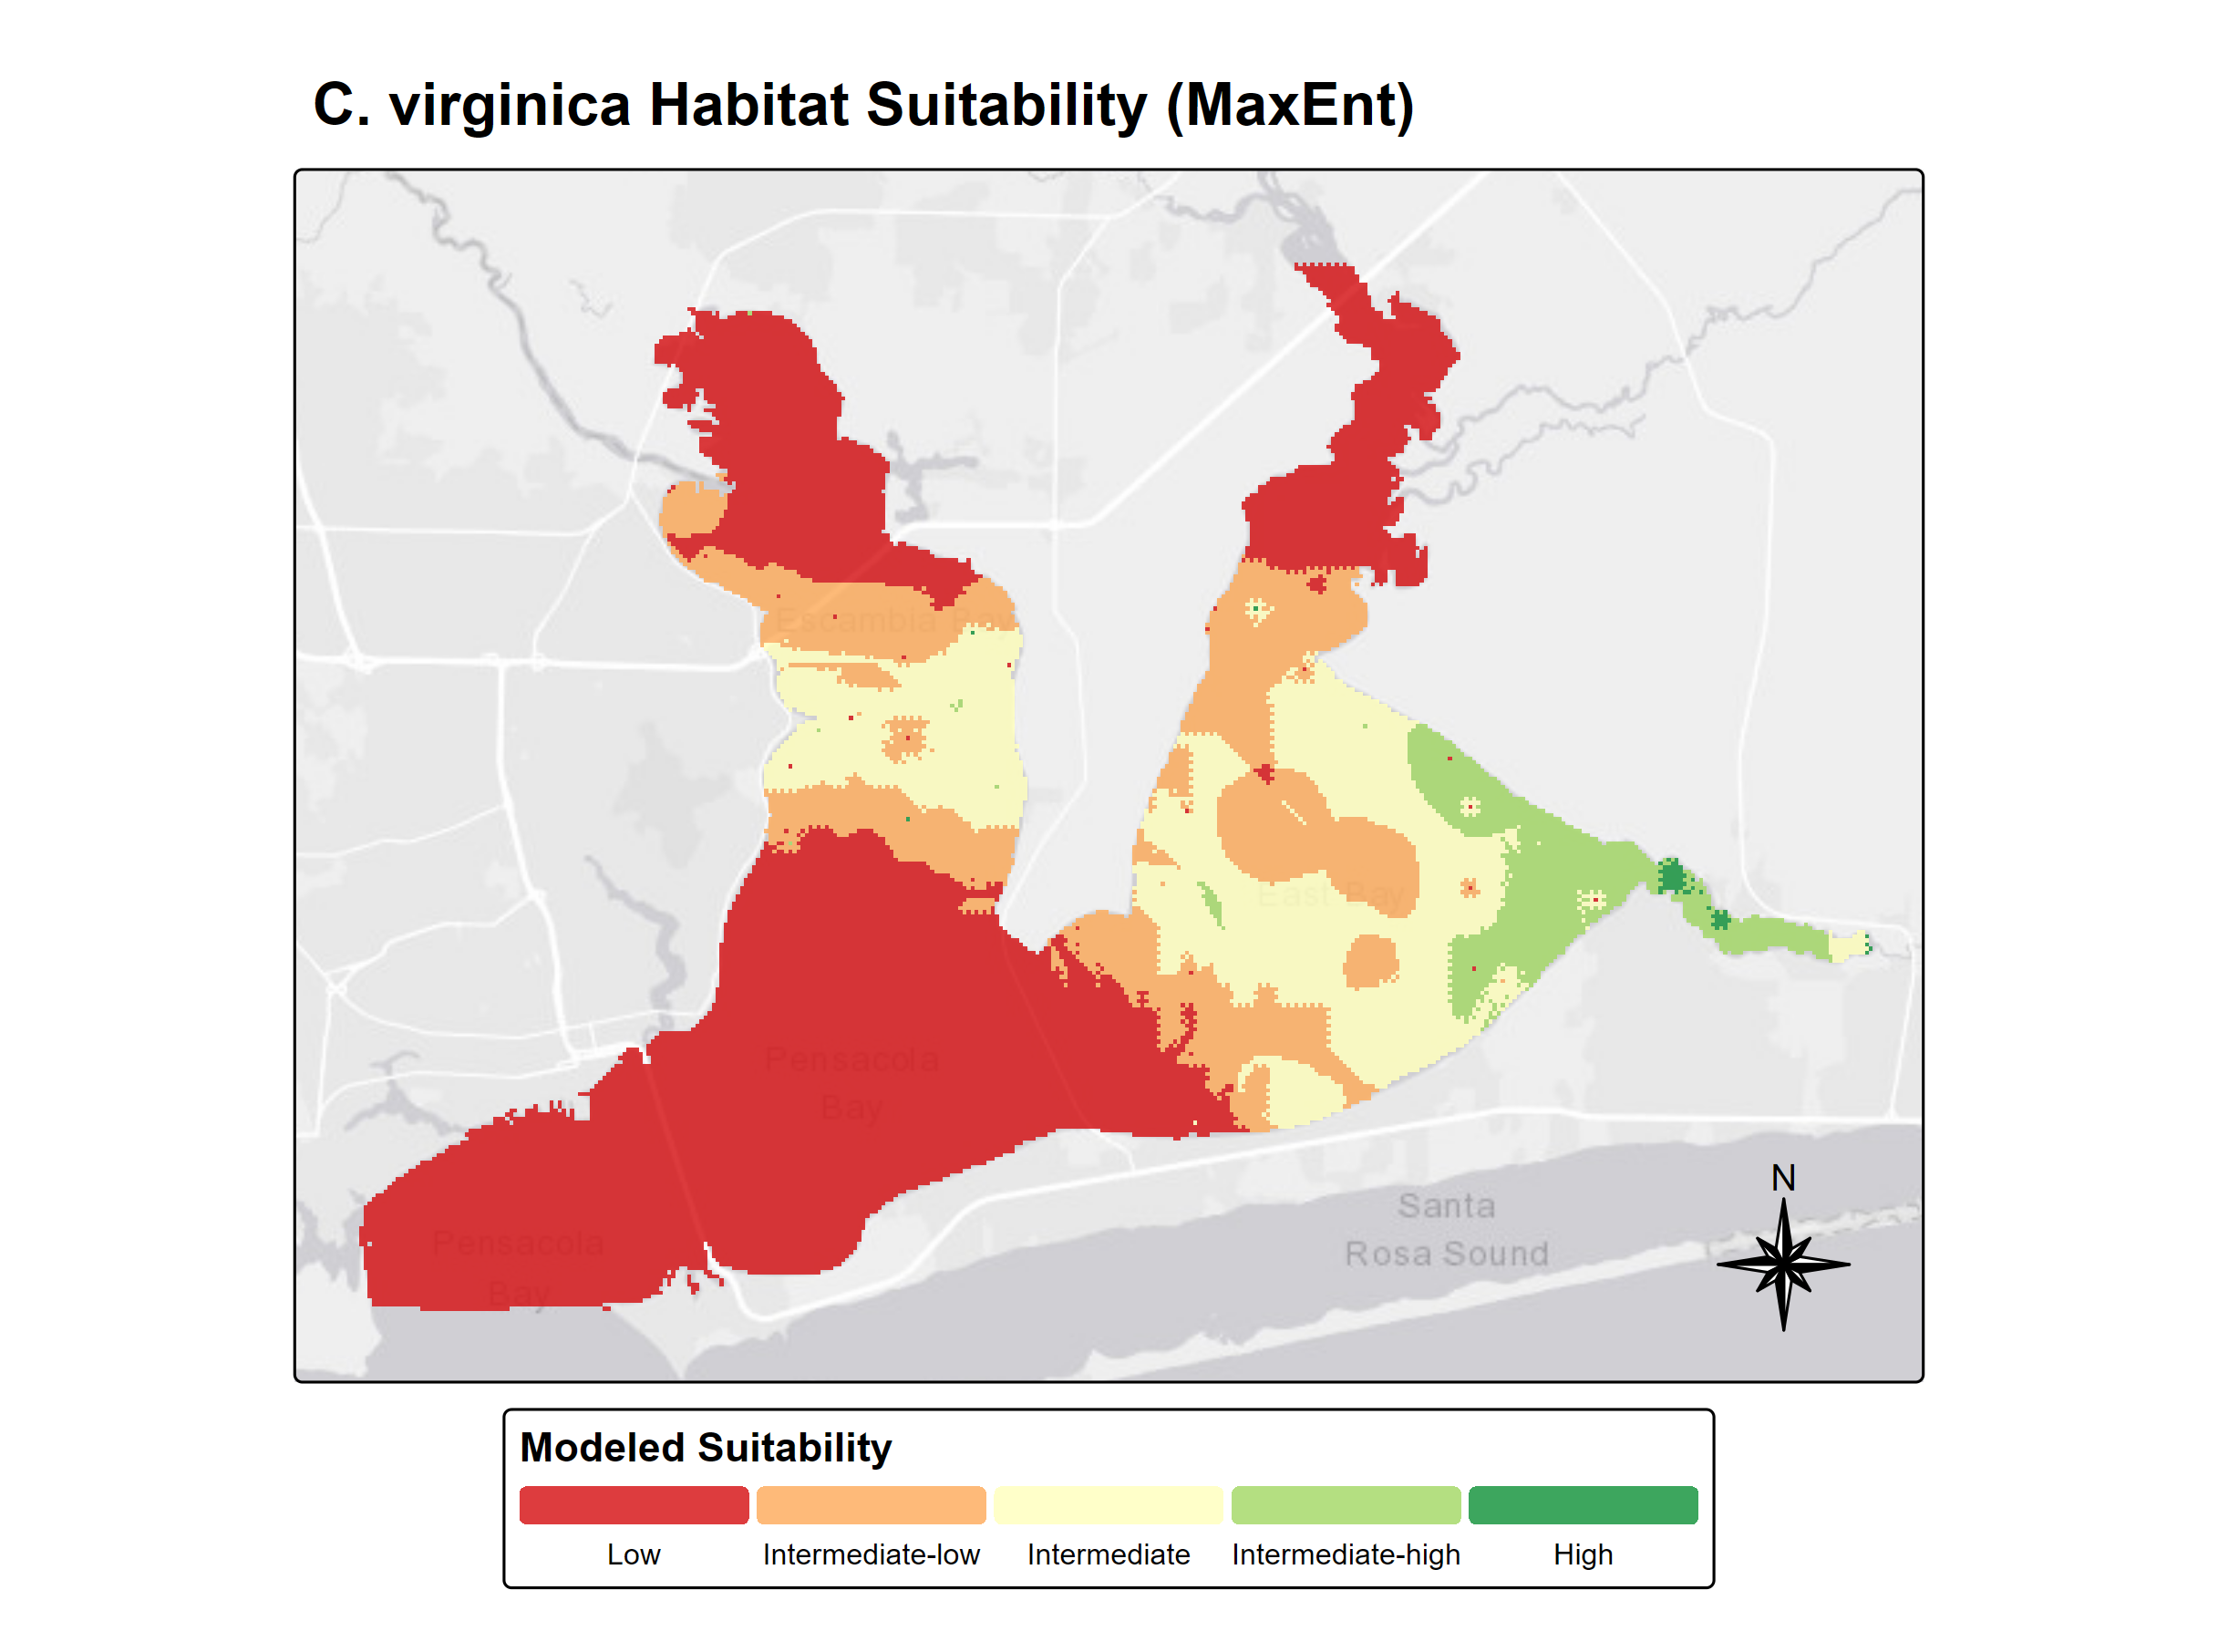 C. virginica Habitat Suitability (MaxEnt)
Escambia Bay
East Bay
Pensacola
Bay
Pensacola
Bay
Santa
Rosa Sound
N
Modeled Suitability
Low
Intermediate-low
Intermediate
Intermediate-high
High